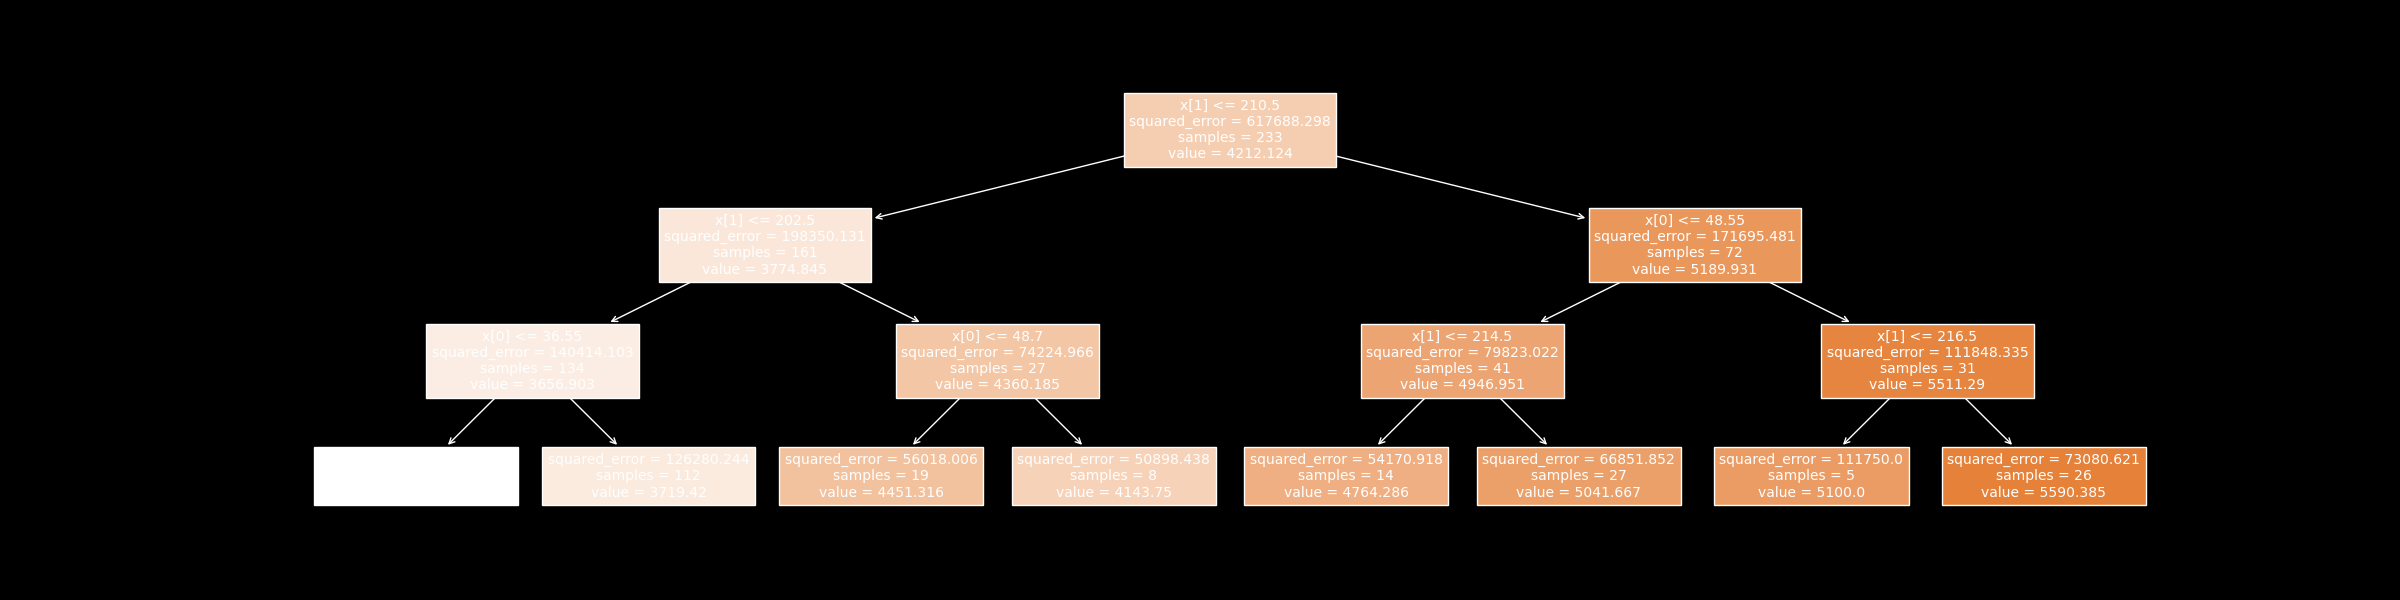 x[1] <= 210.5
squared_error = 617688.298
samples = 233
value = 4212.124
x[1] <= 202.5
squared_error = 198350.131
samples = 161
value = 3774.845
x[0] <= 48.55
squared_error = 171695.481
samples = 72
value = 5189.931
x[0] <= 36.55
squared_error = 140414.103
samples = 134
value = 3656.903
x[0] <= 48.7
squared_error = 74224.966
samples = 27
value = 4360.185
x[1] <= 214.5
squared_error = 79823.022
samples = 41
value = 4946.951
x[1] <= 216.5
squared_error = 111848.335
samples = 31
value = 5511.29
squared_error = 126280.244
samples = 112
value = 3719.42
squared_error = 56018.006
samples = 19
value = 4451.316
squared_error = 50898.438
samples = 8
value = 4143.75
squared_error = 54170.918
samples = 14
value = 4764.286
squared_error = 66851.852
samples = 27
value = 5041.667
squared_error = 111750.0
samples = 5
value = 5100.0
squared_error = 73080.621
samples = 26
value = 5590.385